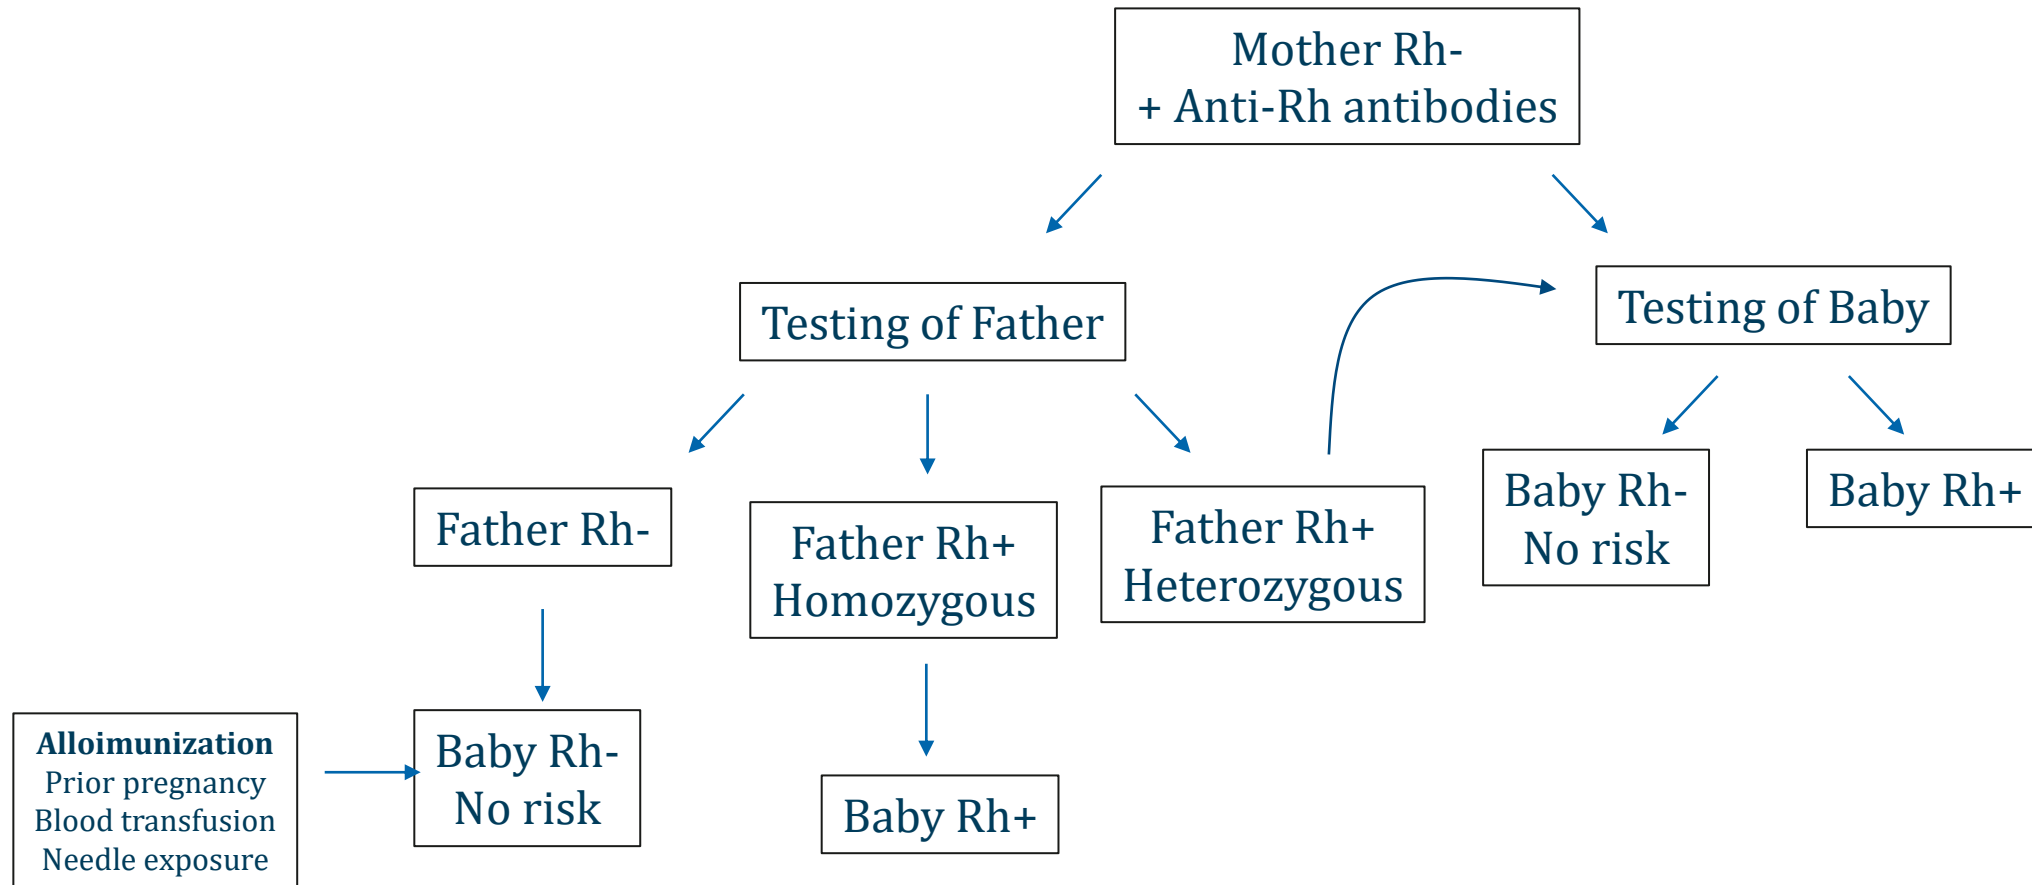 Mother Rh-
+ Anti-Rh antibodies
Testing of Father
Testing of Baby
Father Rh-
Father Rh+
Homozygous
Father Rh+
Heterozygous
Baby Rh-
No risk
Baby Rh+
Alloimunization
Prior pregnancy
Blood transfusion
Needle exposure
Baby Rh-
No risk
Baby Rh+